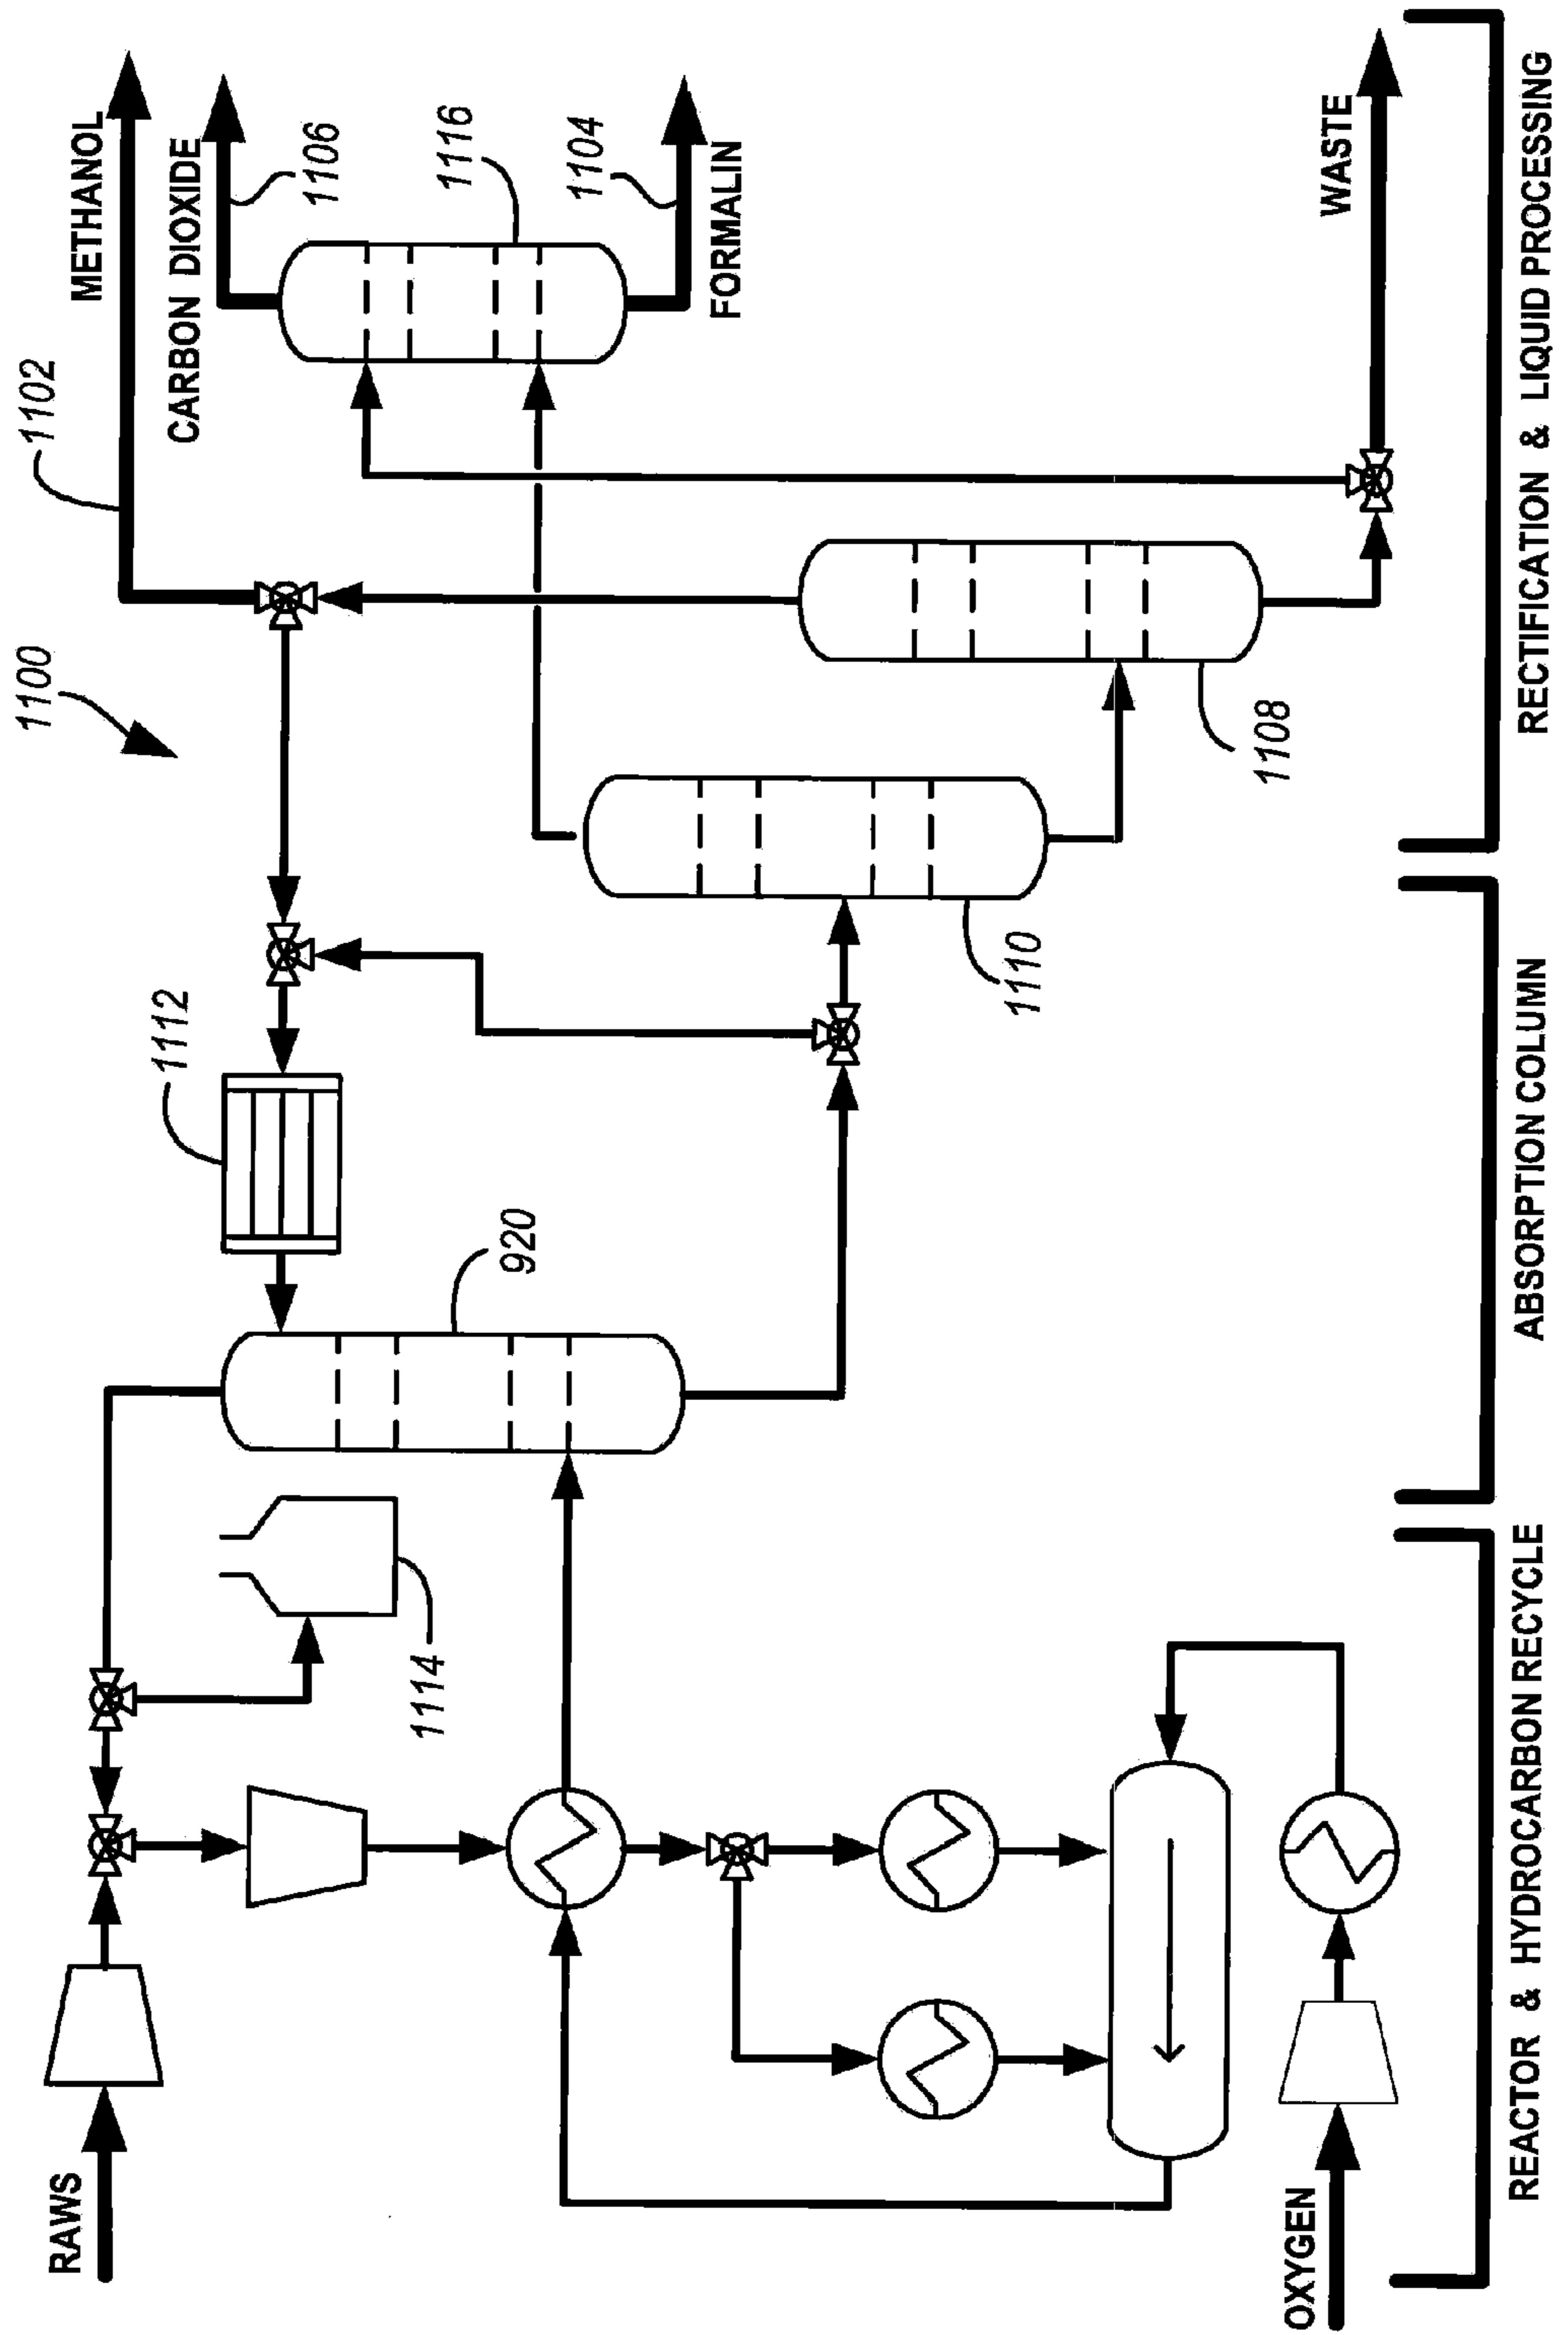 1100
RAWS
1114
920
1112
1102
METHANOL
CARBON DIOXIDE
1106
1116
1104
FORMALIN
1110
1108
WASTE
OXYGEN
REACTOR & HYDROCARBON RECYCLE
ABSORPTION COLUMN
RECTIFICATION & LIQUID PROCESSING